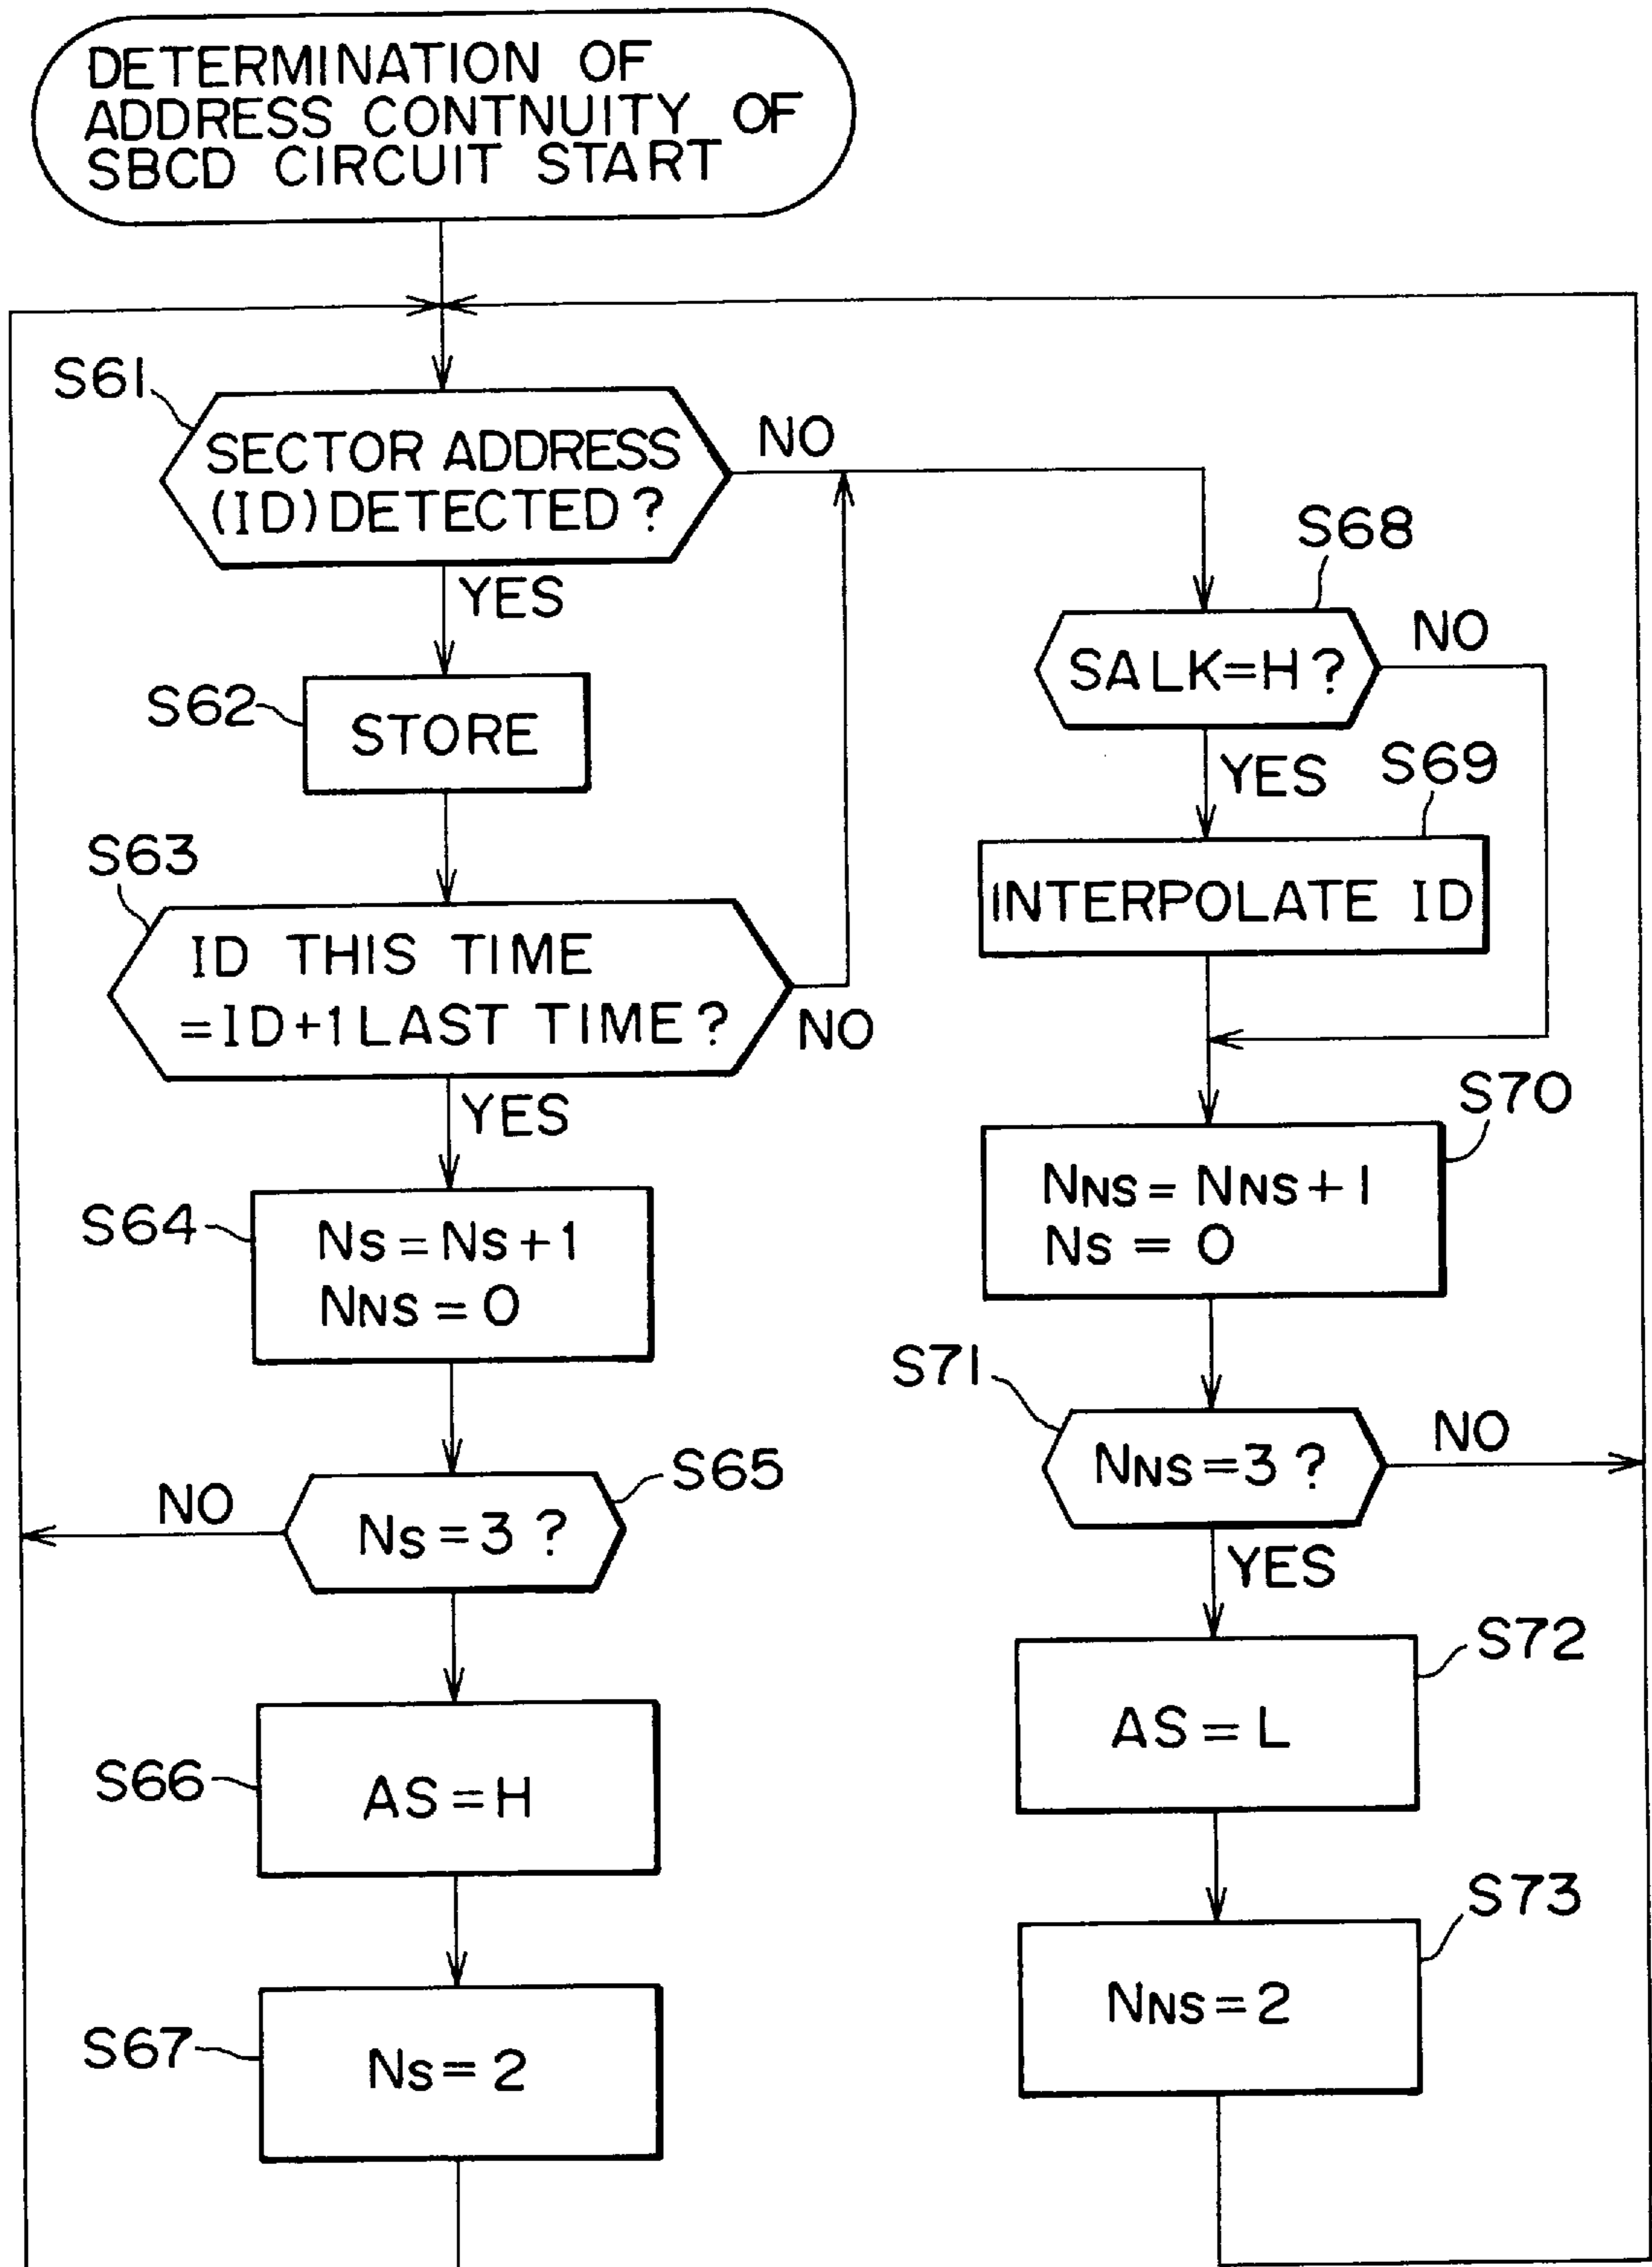 DETERMINATION OF
ADDRESS CONTNUITY OF
SBCD CIRCUIT START
S61
SECTOR ADDRESS
(ID) DETECTED ?
NO
YES
S62
STORE
S63
ID THIS TIME
=ID+1 LAST TIME ?
NO
YES
S64
NS = NS + 1
NNS = 0
S65
NS = 3 ?
NO
S66
AS = H
S67
NS = 2
S68
SALK=H ?
NO
YES
S69
INTERPOLATE ID
S70
NNS = NNS + 1
NS = 0
S71
NNS = 3 ?
NO
YES
S72
AS = L
S73
NNS = 2